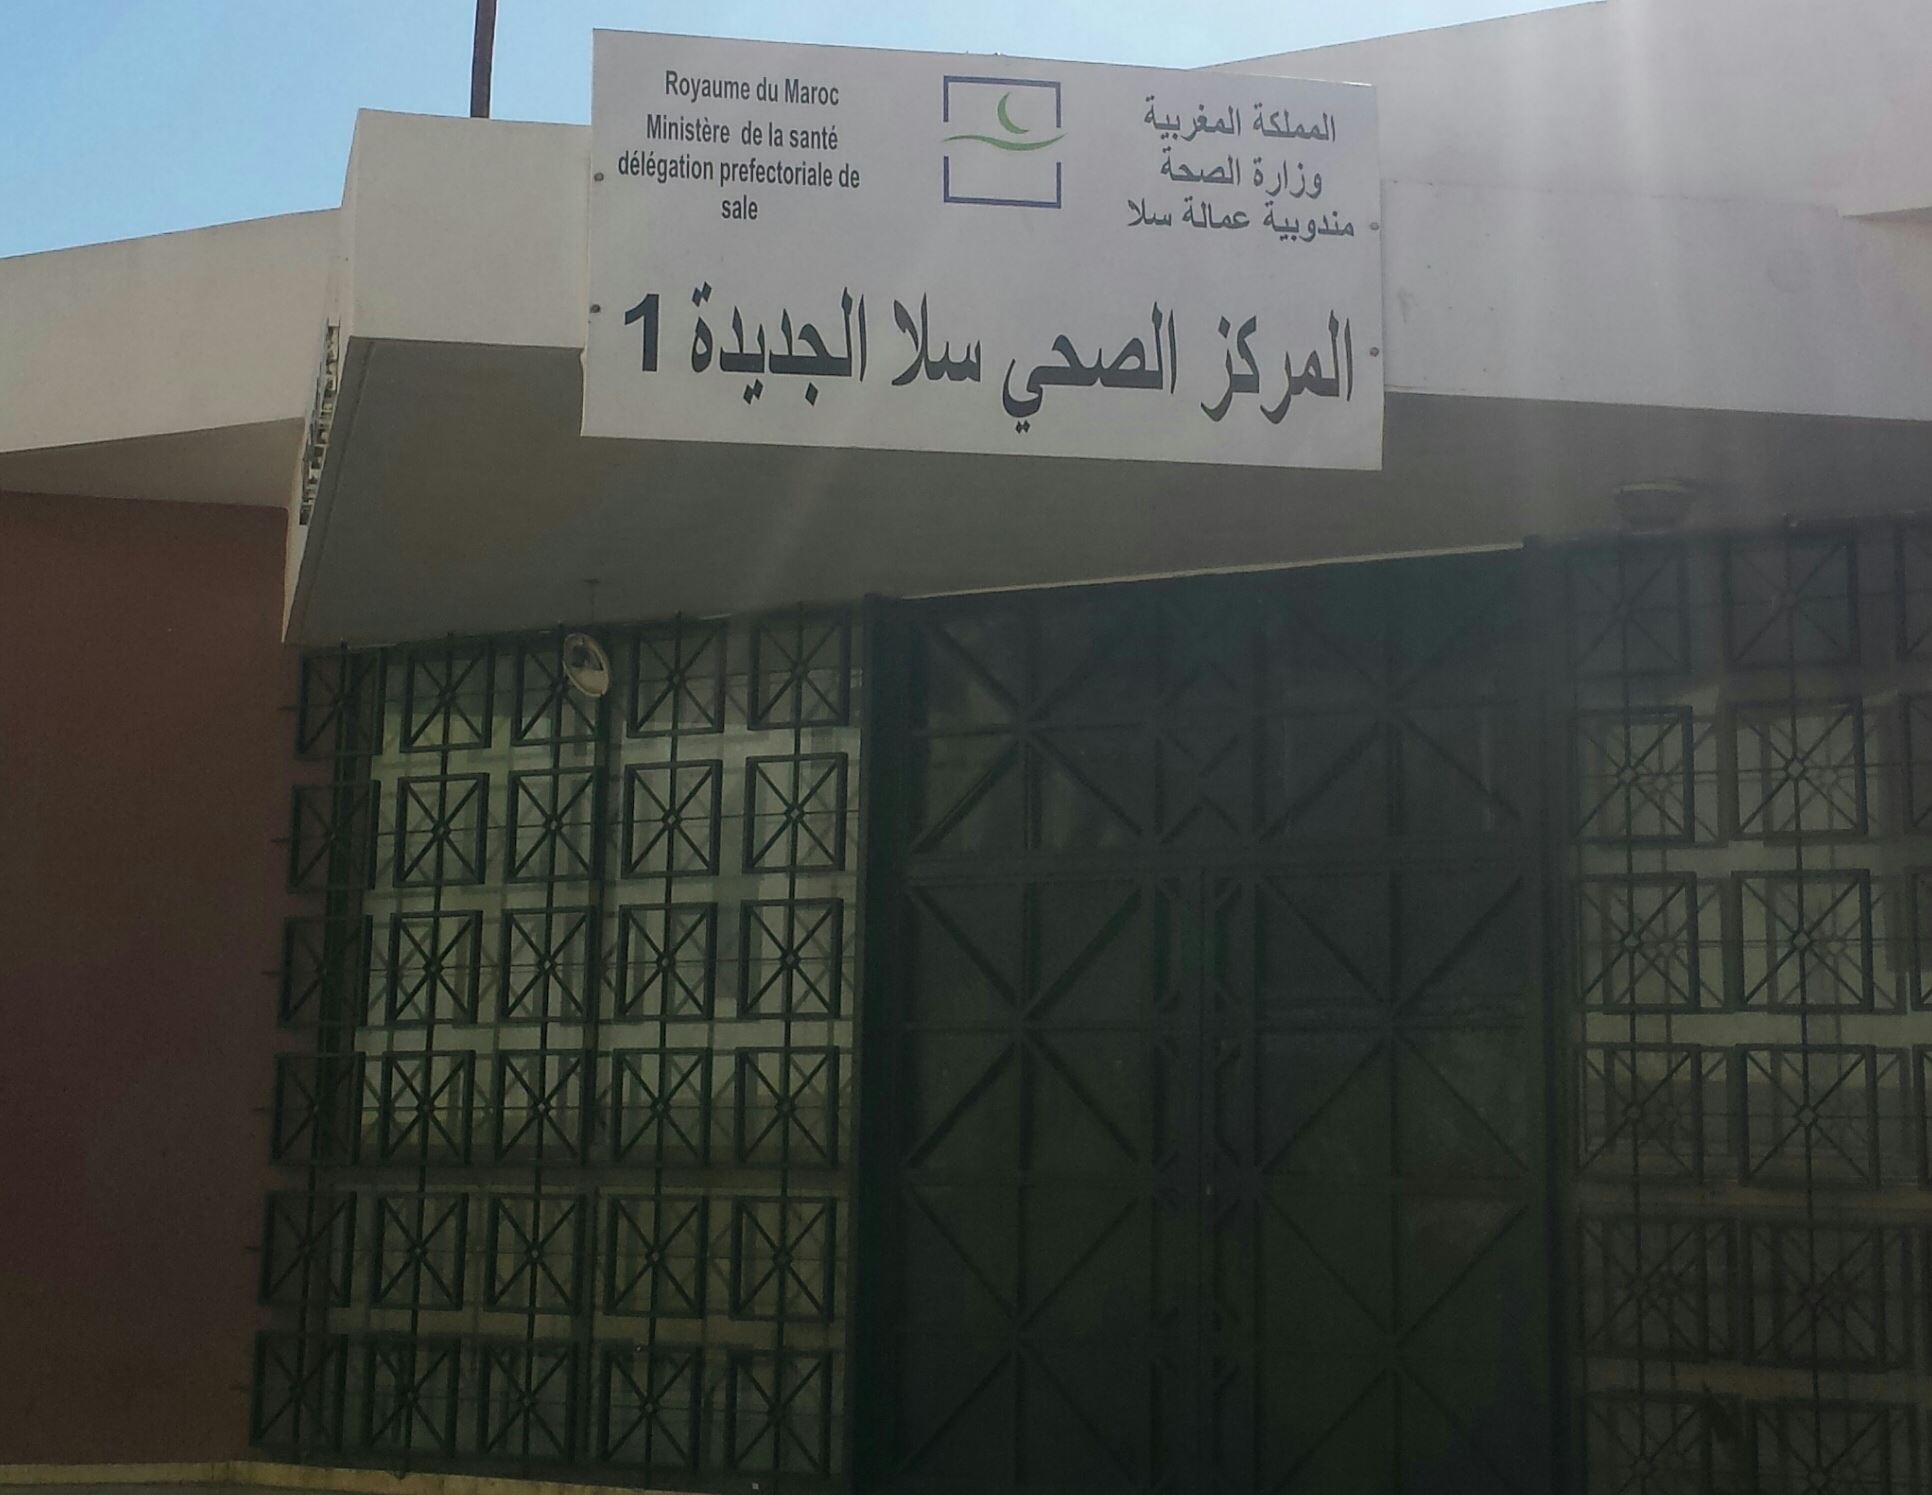 Royaume du Maroc
Ministère de la santé
délégation prefectoriale de
sale
المملكة المغربية
وزارة الصحة
مندوبية عمالة سلا
المركز الصحي سلا الجديدة 1